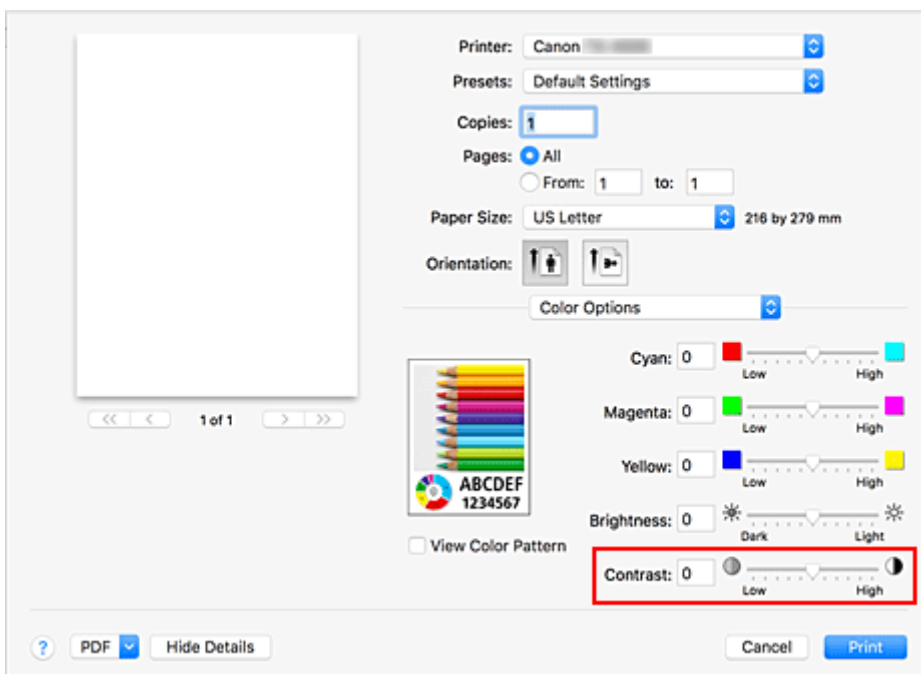 Printer: Canon
Presets: Default Settings
Copies: 1
Pages: All
From: 1 to: 1
Paper Size: US Letter 216 by 279 mm
Orientation:
Color Options
Cyan: 0
Low High
Magenta: 0
Low High
Yellow: 0
Low High
Brightness: 0
Dark Light
Contrast: 0
Low High
ABCDEF
1234567
View Color Pattern
<< < 1 of 1 > >>
? PDF Hide Details Cancel Print